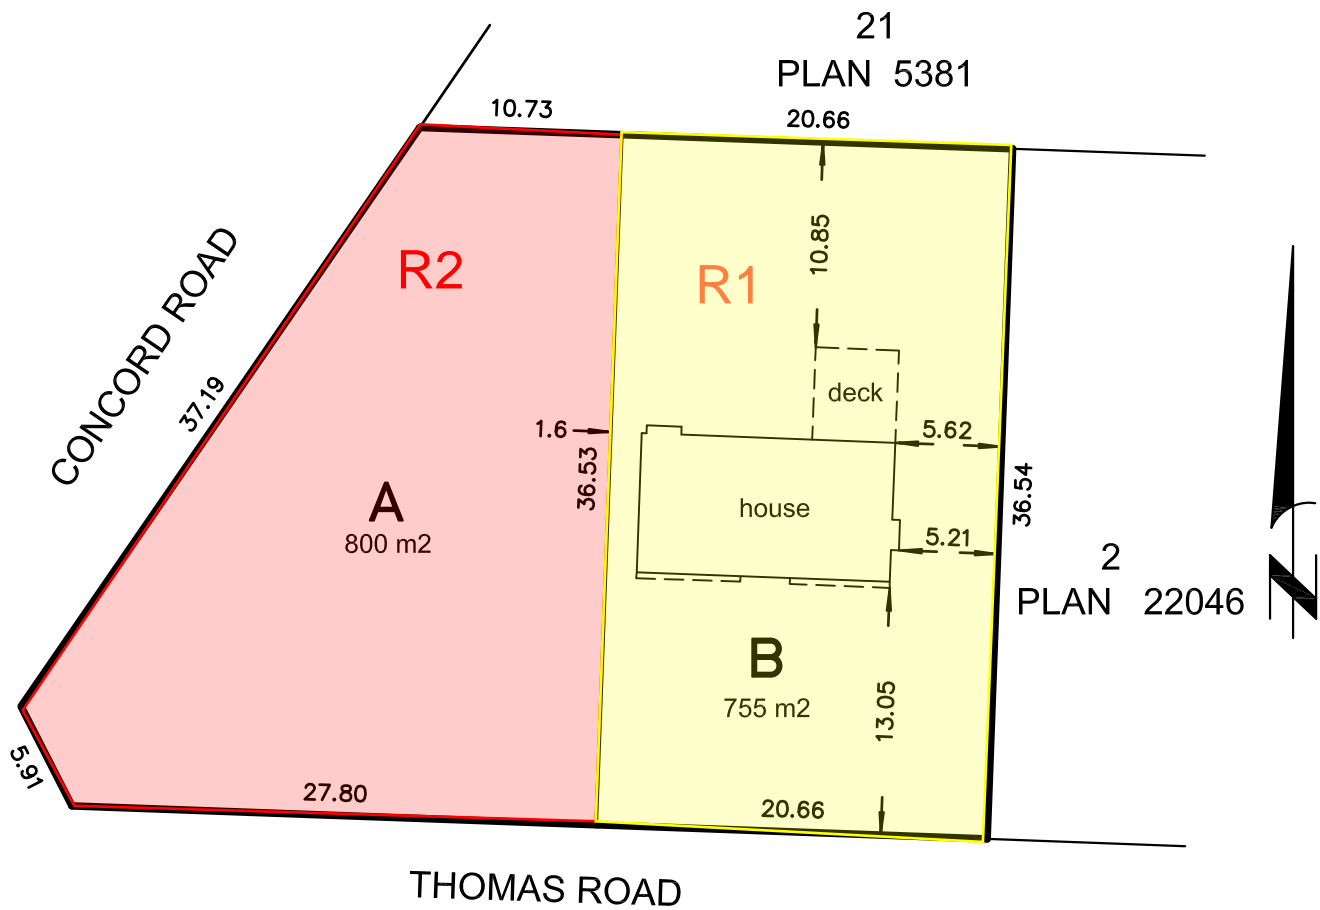 21
PLAN 5381
10.73
20.66
CONCORD ROAD
R2
R1
10.85
37.19
deck
1.6
5.62
36.53
36.54
A
800 m2
house
5.21
2
PLAN 22046
N
B
755 m2
13.05
5.91
27.80
20.66
THOMAS ROAD